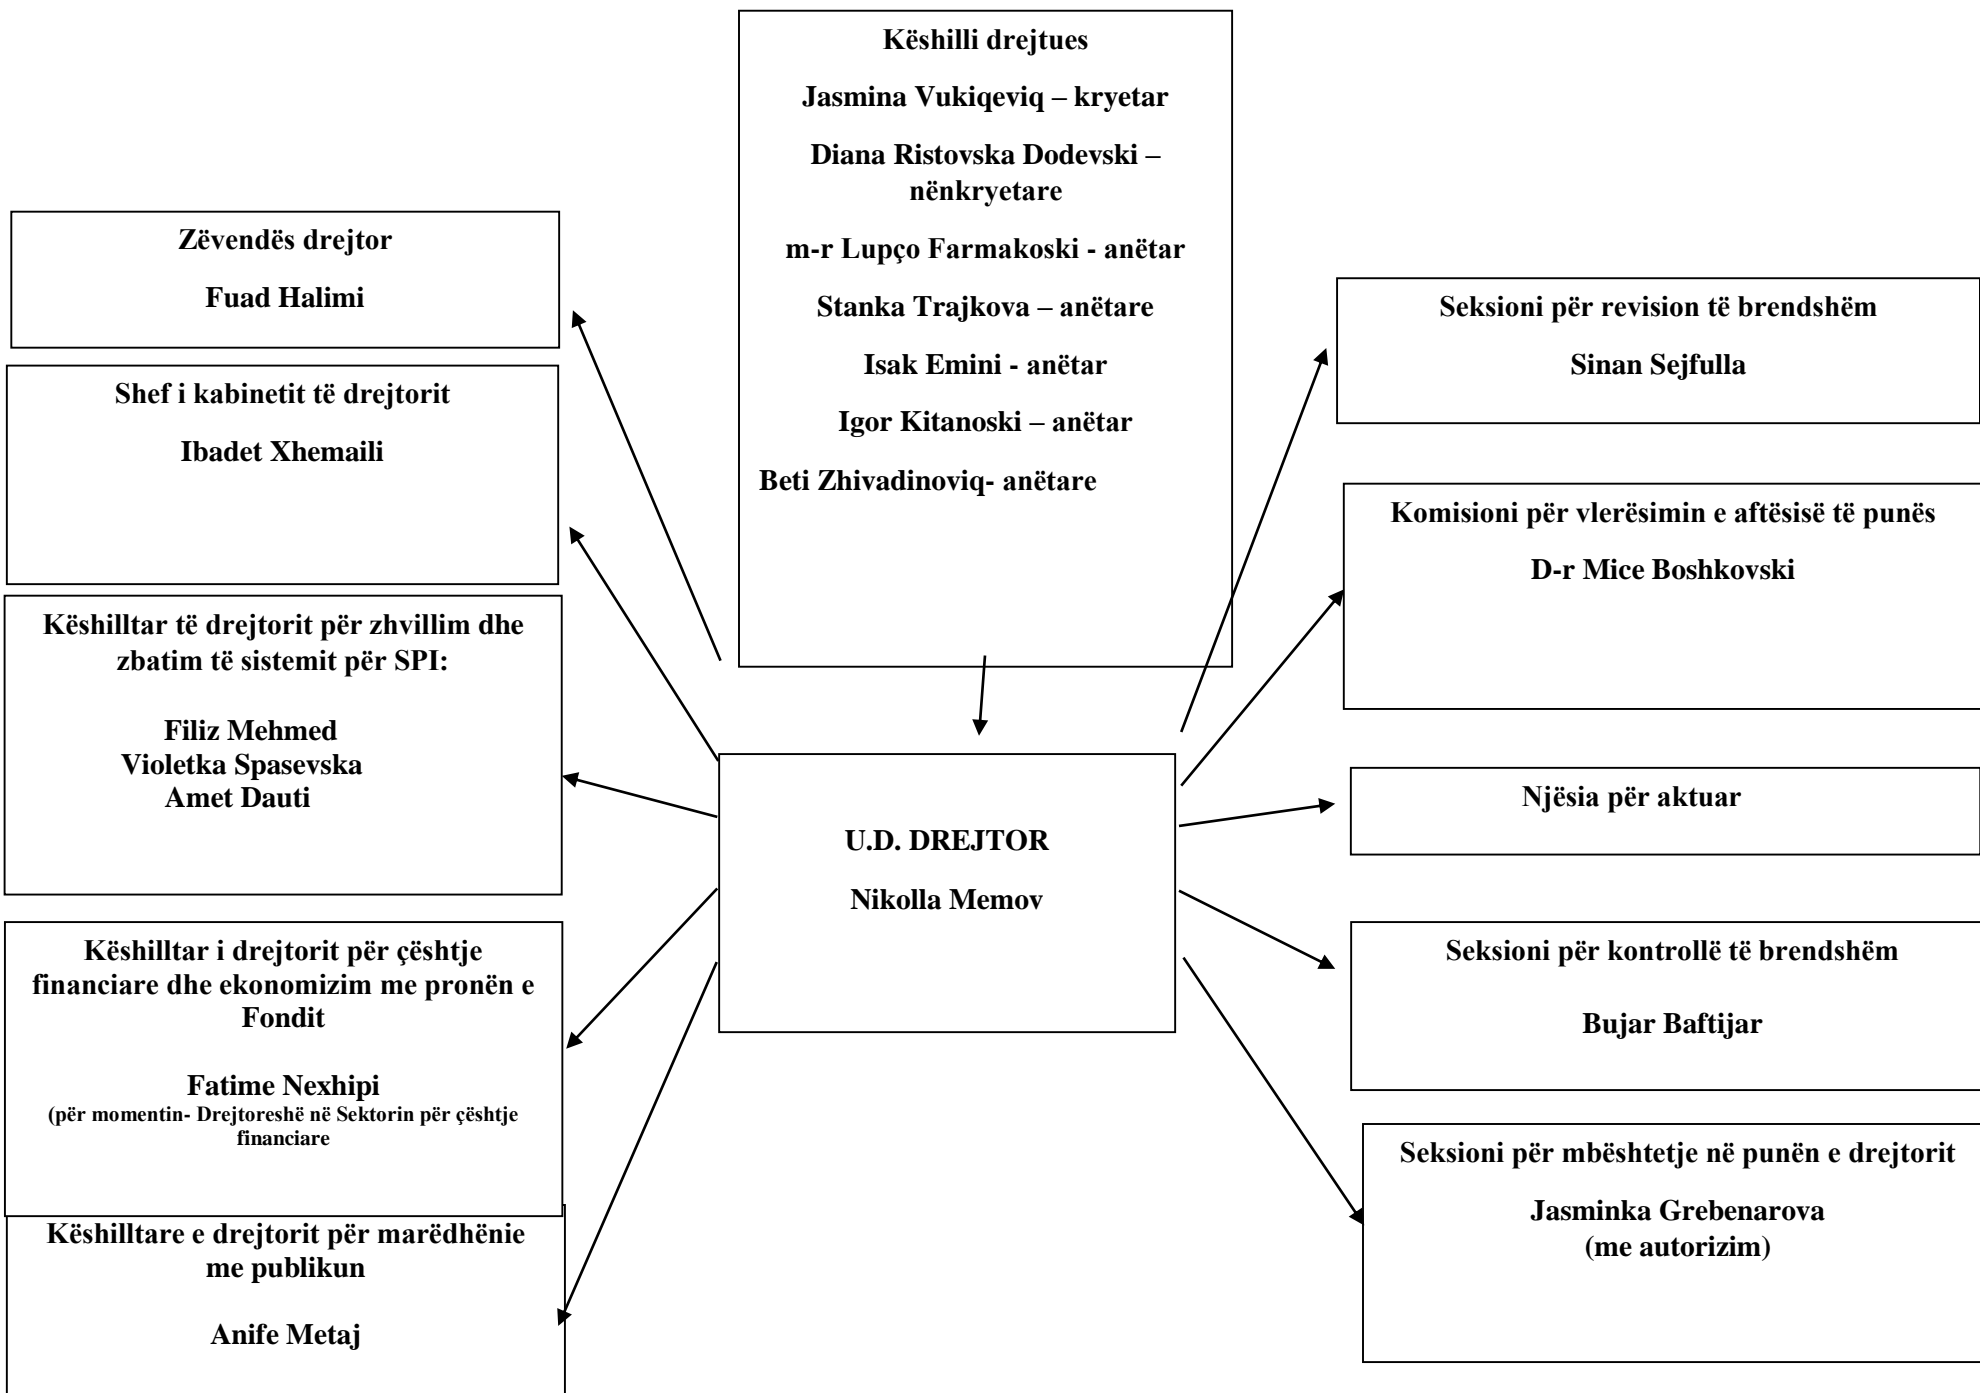 Këshilli drejtues
Jasmina Vukiqeviq – kryetar
Diana Ristovska Dodevski –
nënkryetare
m-r Lupço Farmakoski - anëtar
Stanka Trajkova – anëtare
Isak Emini - anëtar
Igor Kitanoski – anëtar
Beti Zhivadinoviq- anëtare
Zëvendës drejtor
Fuad Halimi
Shef i kabinetit të drejtorit
Ibadet Xhemaili
Këshilltar të drejtorit për zhvillim dhe
zbatim të sistemit për SPI:
Filiz Mehmed
Violetka Spasevska
Amet Dauti
Këshilltar i drejtorit për çështje
financiare dhe ekonomizim me pronën e
Fondit
Fatime Nexhipi
(për momentin- Drejtoreshë në Sektorin për çështje
financiare
Këshilltare e drejtorit për marëdhënie
me publikun
Anife Metaj
U.D. DREJTOR
Nikolla Memov
Seksioni për revision të brendshëm
Sinan Sejfulla
Komisioni për vlerësimin e aftësisë të punës
D-r Mice Boshkovski
Njësia për aktuar
Seksioni për kontrollë të brendshëm
Bujar Baftijar
Seksioni për mbështetje në punën e drejtorit
Jasminka Grebenarova
(me autorizim)